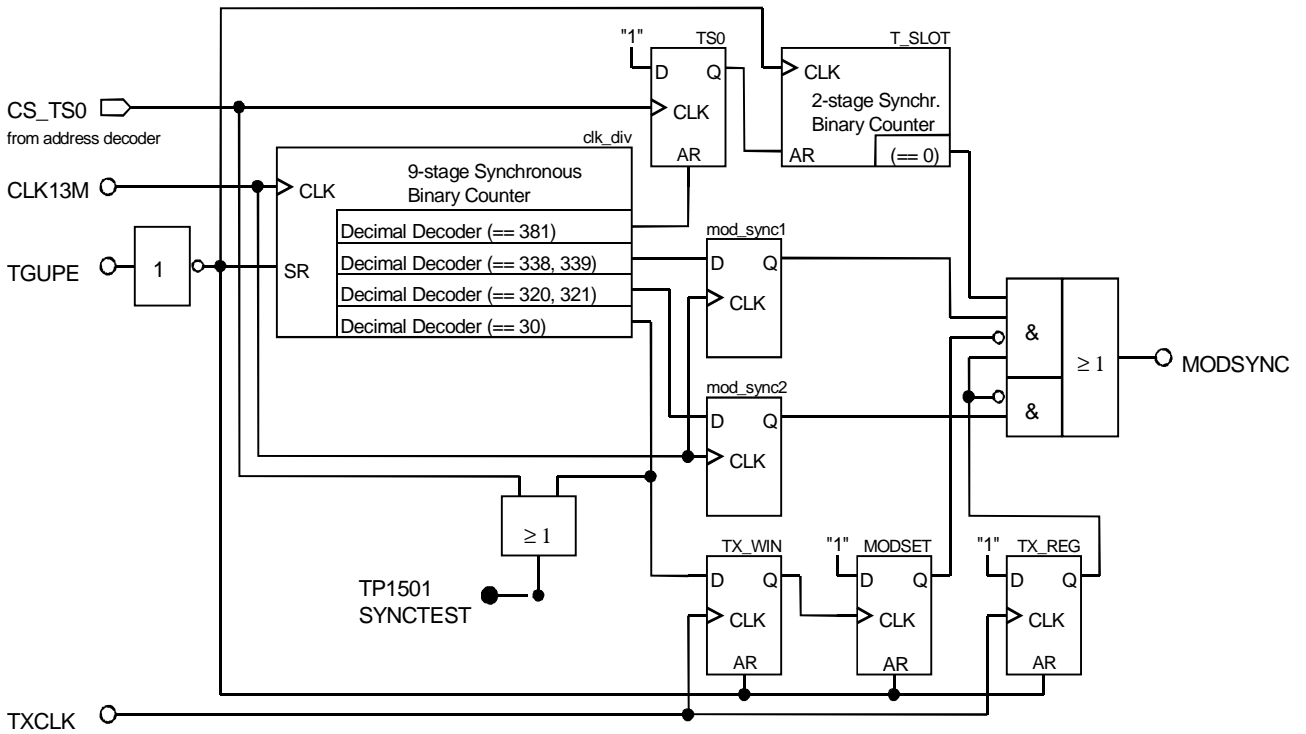 "1"
TS0
D
Q
CLK
AR
T_SLOT
CLK
2-stage Synchr.
Binary Counter
AR
(== 0)
CS_TS0
from address decoder
clk_div
CLK13M
CLK
9-stage Synchronous
Binary Counter
Decimal Decoder (== 381)
Decimal Decoder (== 338, 339)
Decimal Decoder (== 320, 321)
Decimal Decoder (== 30)
SR
TGUPE
1
mod_sync1
D
Q
CLK
mod_sync2
D
Q
CLK
&
&
≥ 1
MODSYNC
≥ 1
TP1501
SYNCTEST
TX_WIN
D
Q
CLK
AR
"1"
MODSET
D
Q
CLK
AR
"1"
TX_REG
D
Q
CLK
AR
TXCLK